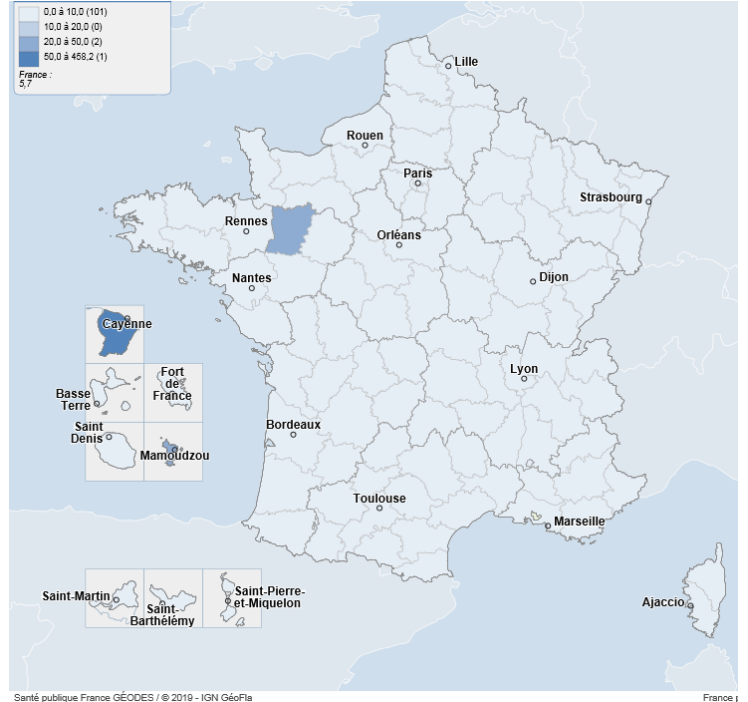 0,0 à 10,0 (101)
10,0 à 20,0 (0)
20,0 à 50,0 (2)
50,0 à 458,2 (1)
France :
5,7
Lille
Rouen
Paris
Strasbourg
Rennes
Orléans
Nantes
Dijon
Cayenne
Lyon
Fort
de
France
Basse
Terre
Saint
Denis
Bordeaux
Mamoudzou
Toulouse
Marseille
Saint-Martin
Saint-
Barthélémy
Saint-Pierre-
et-Miquelon
Ajaccio
Santé publique France GÉODES / © 2019 - IGN GéoFla
France p